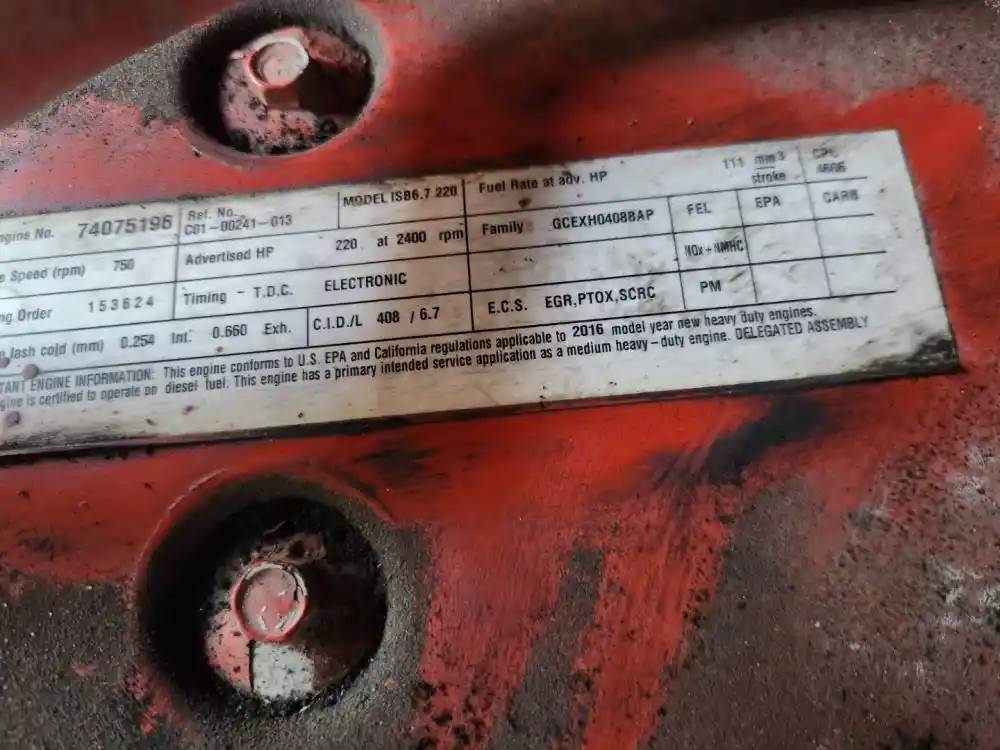 ngine No. 74075196 Ref. No. C01-00241-013 MODEL ISB6.7 220 Fuel Rate at adv. HP 111 mm3 stroke CPL
e Speed (rpm) 750 Advertised HP 220 at 2400 rpm Family GCEXH0408BAP FEL EPA CARB
ng Order 153624 Timing - T.D.C. ELECTRONIC NOx+NMHC
lash cold (mm) 0.254 Int. 0.660 Exh. C.I.D./L 408 / 6.7 E.C.S. EGR,PTOX,SCRC PM
TANT ENGINE INFORMATION: This engine conforms to U.S. EPA and California regulations applicable to 2016 model year new heavy duty engines.
gine is certified to operate on diesel fuel. This engine has a primary intended service application as a medium heavy-duty engine. DELEGATED ASSEMBLY